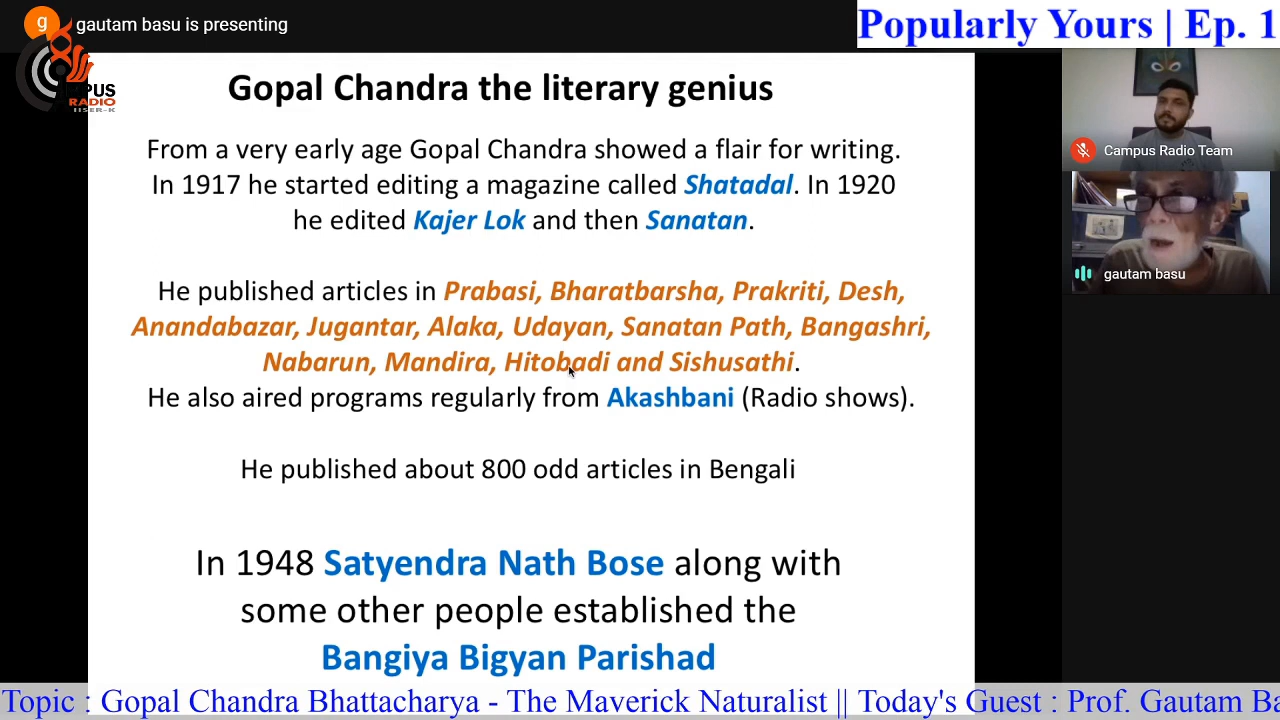 g
gautam basu is presenting
Popularly Yours | Ep. 1
RADIO
IISER-K
Gopal Chandra the literary genius
From a very early age Gopal Chandra showed a flair for writing.
In 1917 he started editing a magazine called Shatadal. In 1920
he edited Kajer Lok and then Sanatan.
He published articles in Prabasi, Bharatbarsha, Prakriti, Desh,
Anandabazar, Jugantar, Alaka, Udayan, Sanatan Path, Bangashri,
Nabarun, Mandira, Hitobadi and Sishusathi.
He also aired programs regularly from Akashbani (Radio shows).
He published about 800 odd articles in Bengali
In 1948 Satyendra Nath Bose along with
some other people established the
Bangiya Bigyan Parishad
Campus Radio Team
gautam basu
Topic : Gopal Chandra Bhattacharya - The Maverick Naturalist || Today's Guest : Prof. Gautam Ba